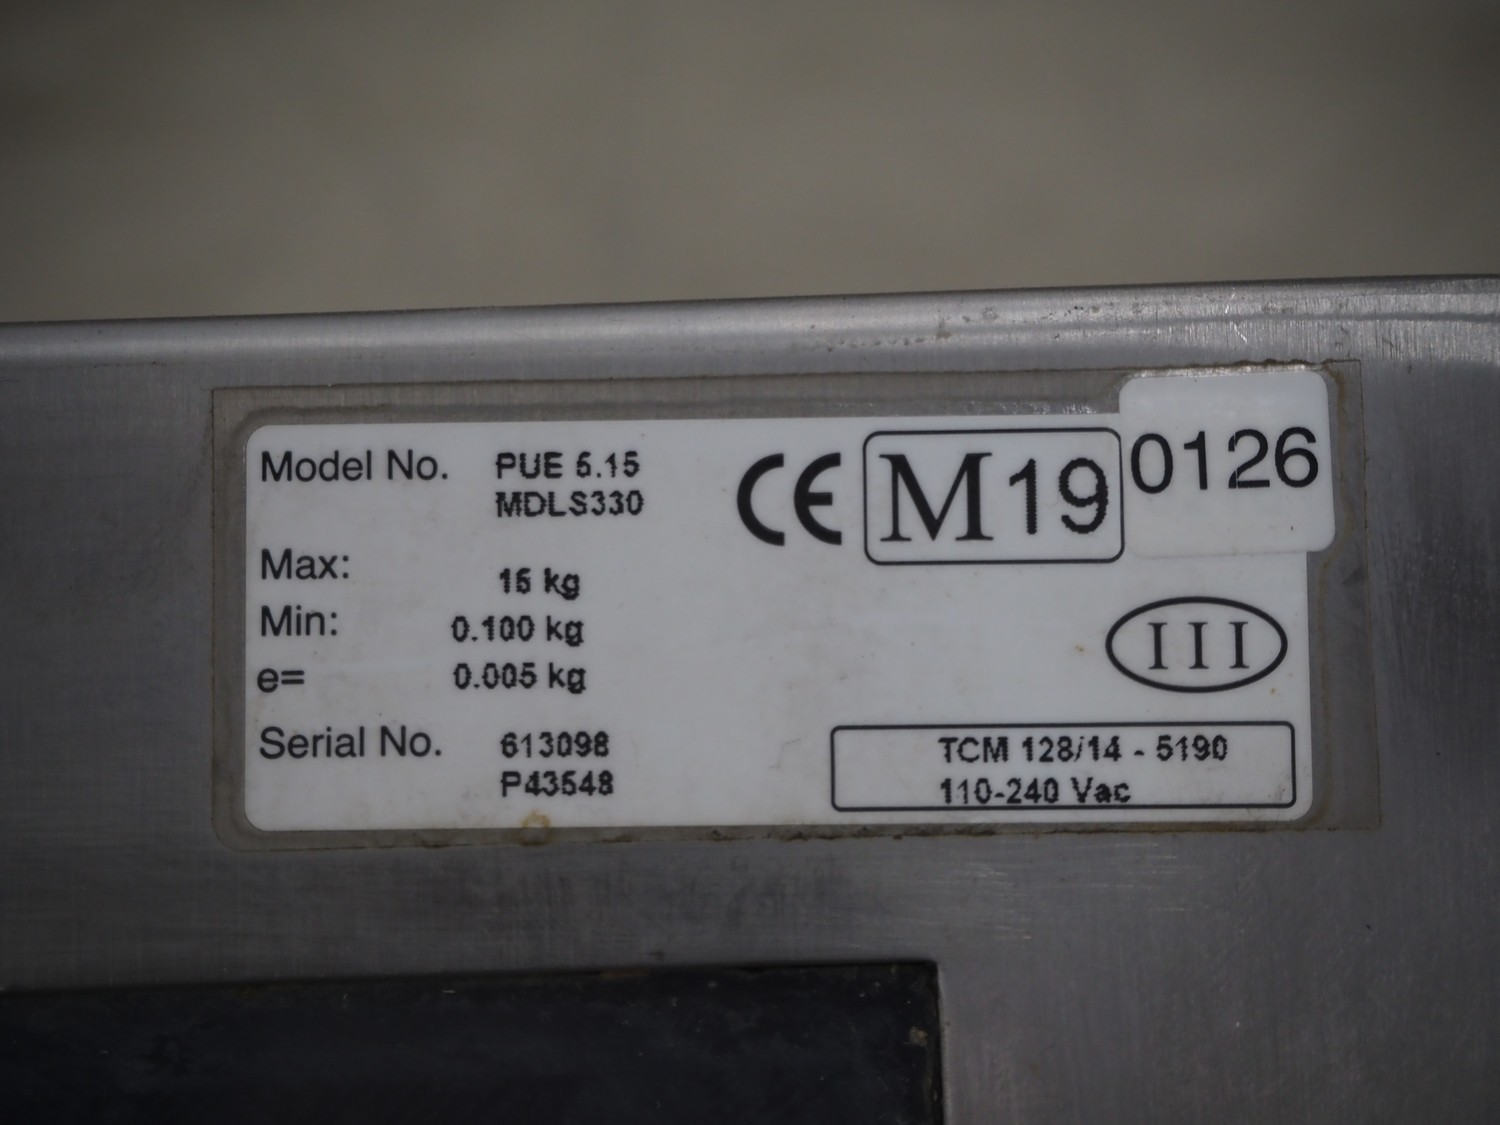 Model No. PUE 5.15
MDLS330
CE M19 0126
Max: 15 kg
Min: 0.100 kg
e= 0.005 kg
III
Serial No. 613098
P43548
TCM 128/14 - 5190
110-240 Vac